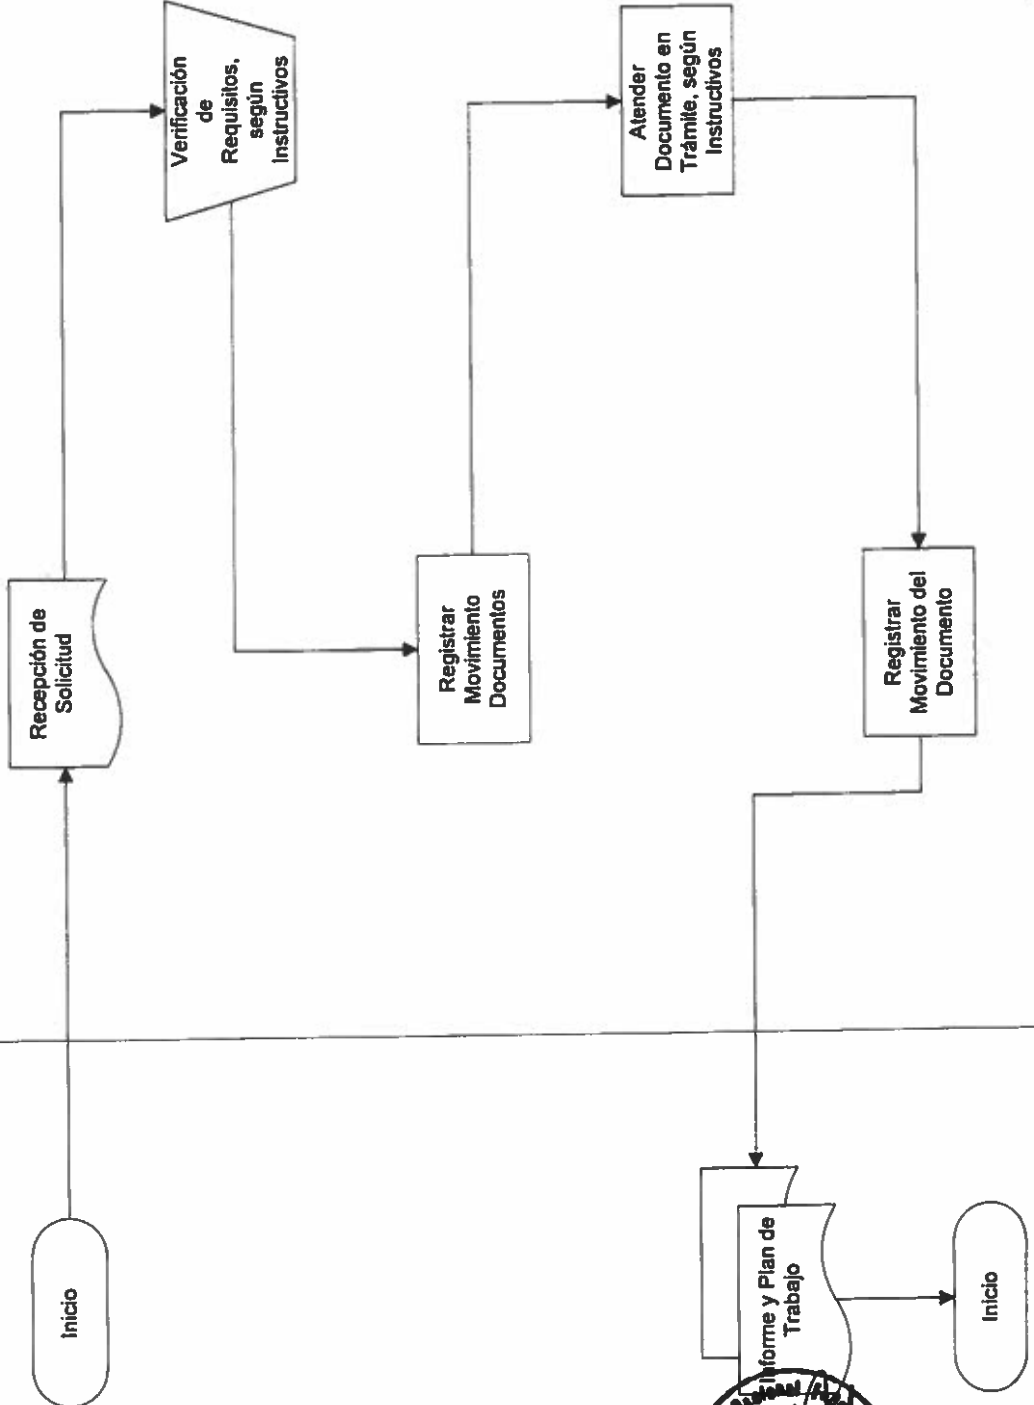 Inicio
Recepción de
Solicitud
Verificación
de
Requisitos,
según
Instructivos
Registrar
Movimiento
Documentos
Atender
Documento en
Trámite, según
Instructivos
Registrar
Movimiento del
Documento
Informe y Plan de
Trabajo
Inicio